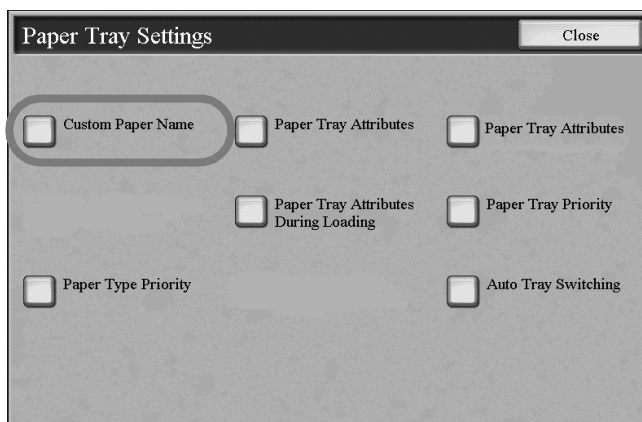 Paper Tray Settings
Close
Custom Paper Name
Paper Tray Attributes
Paper Tray Attributes
Paper Tray Attributes
During Loading
Paper Tray Priority
Paper Type Priority
Auto Tray Switching